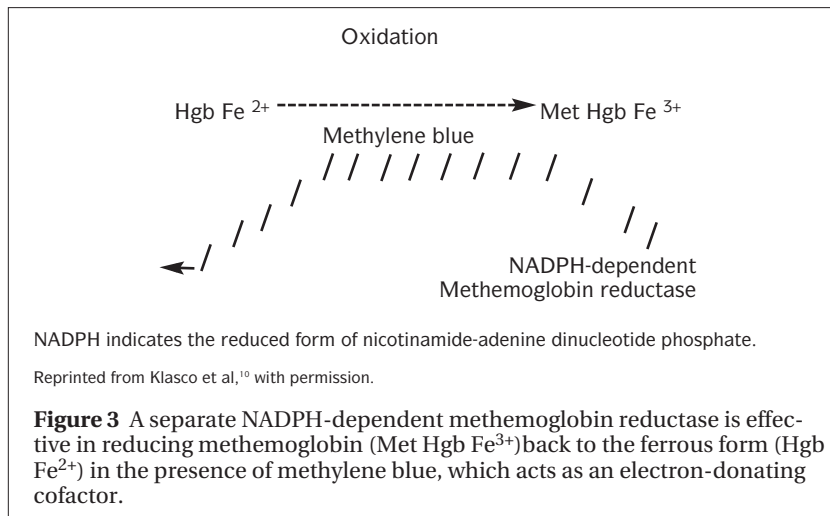 Oxidation
Hgb Fe 2+ Met Hgb Fe 3+
Methylene blue
NADPH-dependent
Methemoglobin reductase
NADPH indicates the reduced form of nicotinamide-adenine dinucleotide phosphate.
Reprinted from Klasco et al,10 with permission.
Figure 3 A separate NADPH-dependent methemoglobin reductase is effec-
tive in reducing methemoglobin (Met Hgb Fe3+)back to the ferrous form (Hgb
Fe2+) in the presence of methylene blue, which acts as an electron-donating
cofactor.